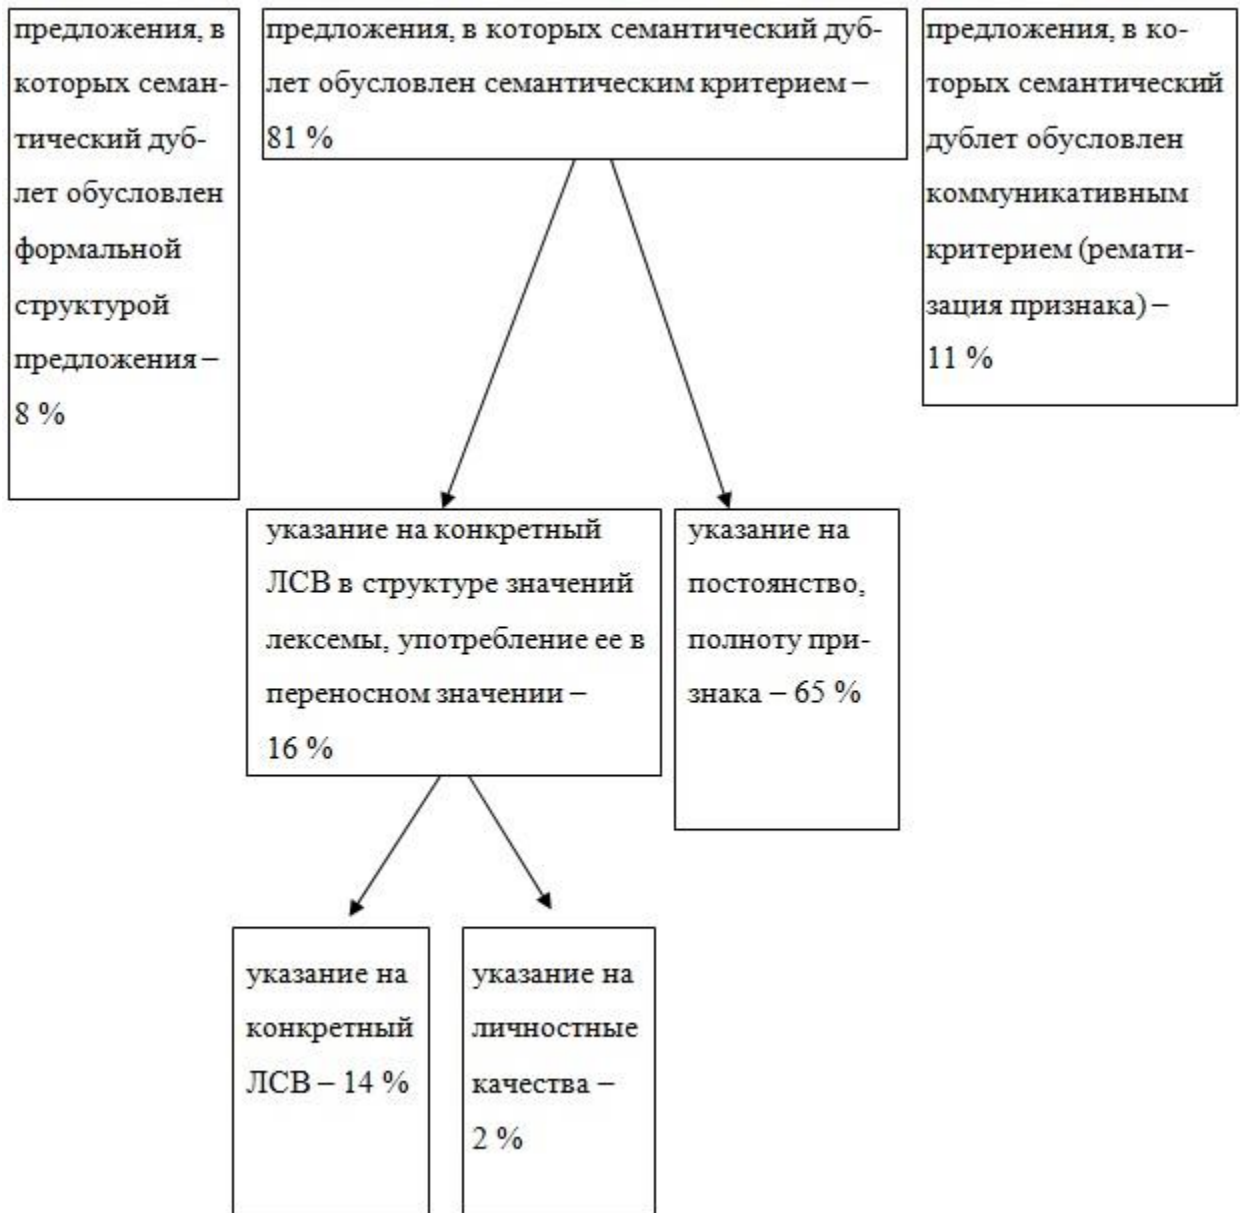 предложения, в
которых семан-
тический дуб-
лет обусловлен
формальной
структурой
предложения –
8 %
предложения, в которых семантический дуб-
лет обусловлен семантическим критерием –
81 %
предложения, в ко-
торых семантический
дублет обусловлен
коммуникативным
критерием (ремати-
зация признака) –
11 %
указание на конкретный
ЛСВ в структуре значений
лексемы, употребление ее в
переносном значении –
16 %
указание на
постоянство,
полноту при-
знака – 65 %
указание на
конкретный
ЛСВ – 14 %
указание на
личностные
качества –
2 %